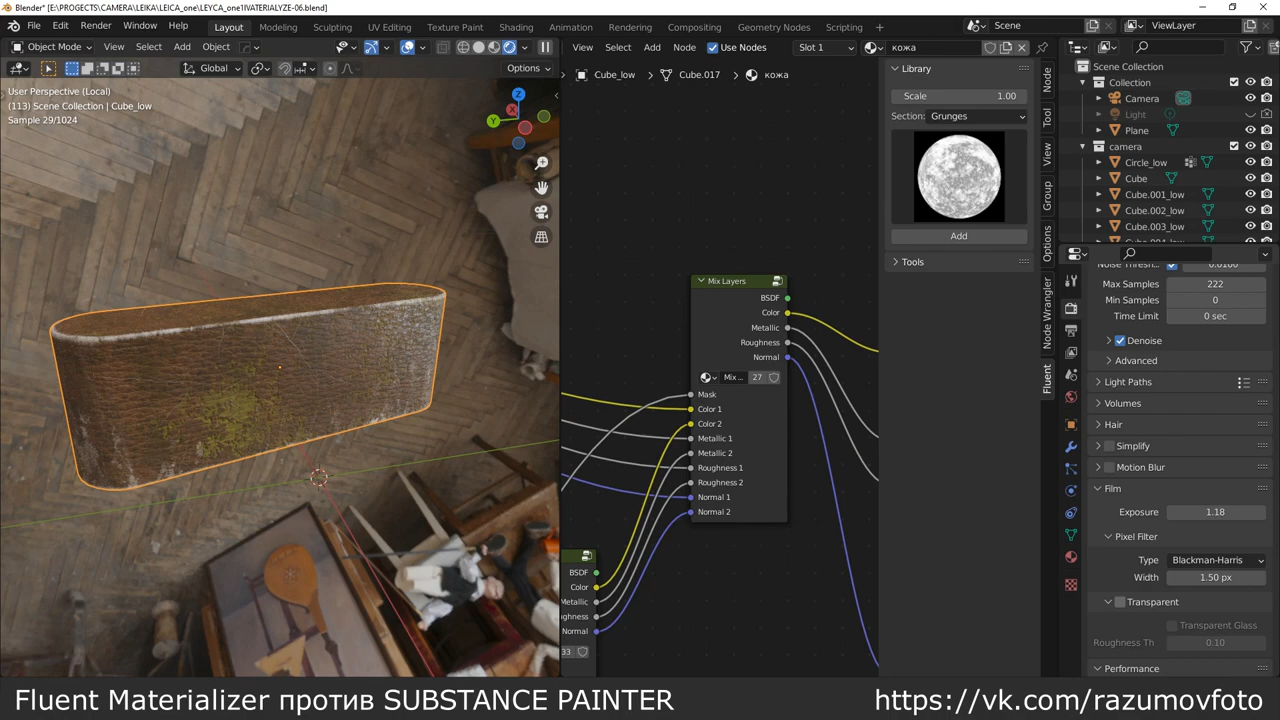 Blender* [E:\PROGECTS\CAMERA\LEIKA\LEICA_one\!VATERIALYZE-06.blend]
File Edit Render Window Help Layout Modeling Sculpting UV Editing Texture Paint Shading Animation Rendering Compositing Geometry Nodes Scripting Scene ViewLayer
Object Mode View Select Add Object
View Select Add Node Use Nodes Slot 1 кожа
Global Options
User Perspective (Local)
(113) Scene Collection | Cube_low
Sample 29/1024
Z
X
Y
Cube_low Cube.017 кожа
Library
Scale 1.00
Section: Grunges
Add
Tools
Node
Tool
View
Group
Options
Node Wrangler
Fluent
Mix Layers
BSDF
Color
Metallic
Roughness
Normal
Mix... 27
Mask
Color 1
Color 2
Metallic 1
Metallic 2
Roughness 1
Roughness 2
Normal 1
Normal 2
BSDF
Color
Metallic
ghness
Normal
33
Scene Collection
Collection
Camera
Light
Plane
camera
Circle_low
Cube
Cube.001_low
Cube.002_low
Cube.003_low
Max Samples 222
Min Samples 0
Time Limit 0 sec
Denoise
Advanced
Light Paths
Volumes
Hair
Simplify
Motion Blur
Film
Exposure 1.18
Pixel Filter
Type Blackman-Harris
Width 1.50 px
Transparent
Transparent Glass
Roughness Th 0.10
Performance
Fluent Materializer против SUBSTANCE PAINTER
https://vk.com/razumovfoto